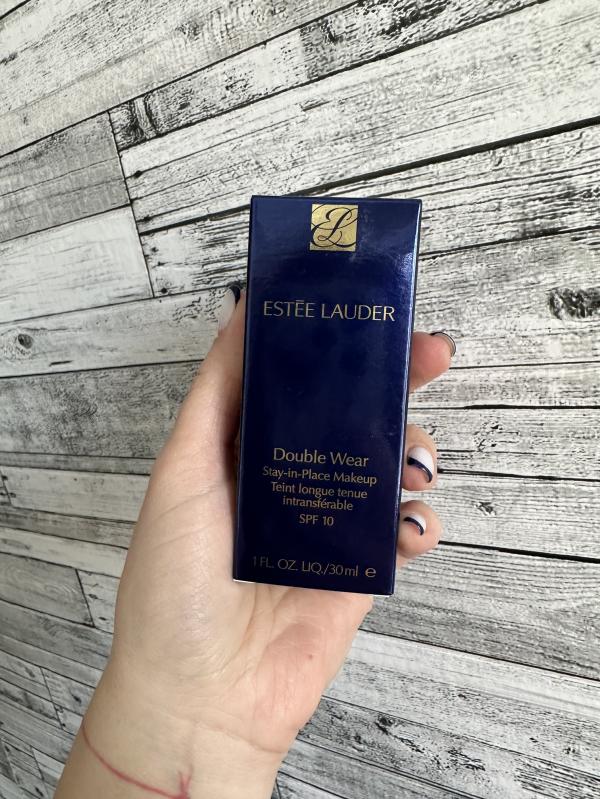 EL
ESTĒE LAUDER
Double Wear
Stay-in-Place Makeup
Teint longue tenue
intransférable
SPF 10
1 FL. OZ. LIQ./30 ml ℮